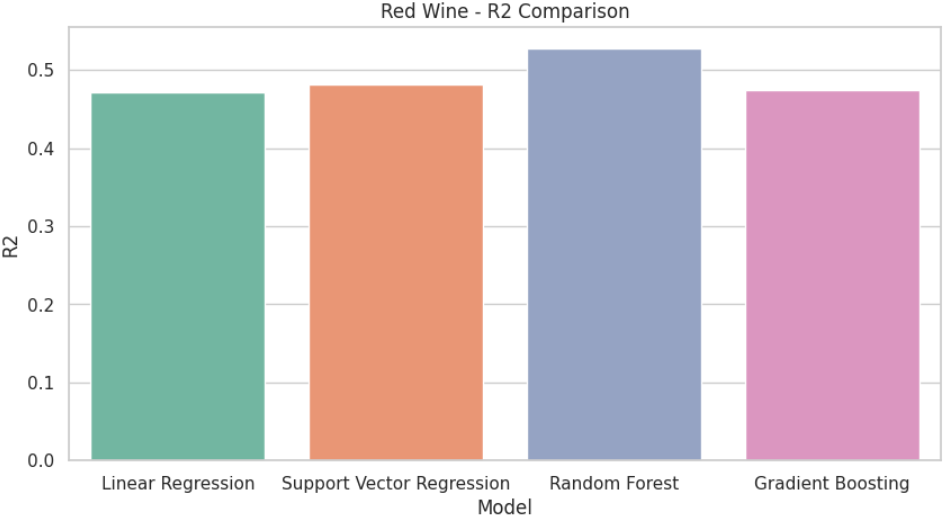 Red Wine - R2 Comparison
R2
0.5
0.4
0.3
0.2
0.1
0.0
Linear Regression
Support Vector Regression
Random Forest
Gradient Boosting
Model